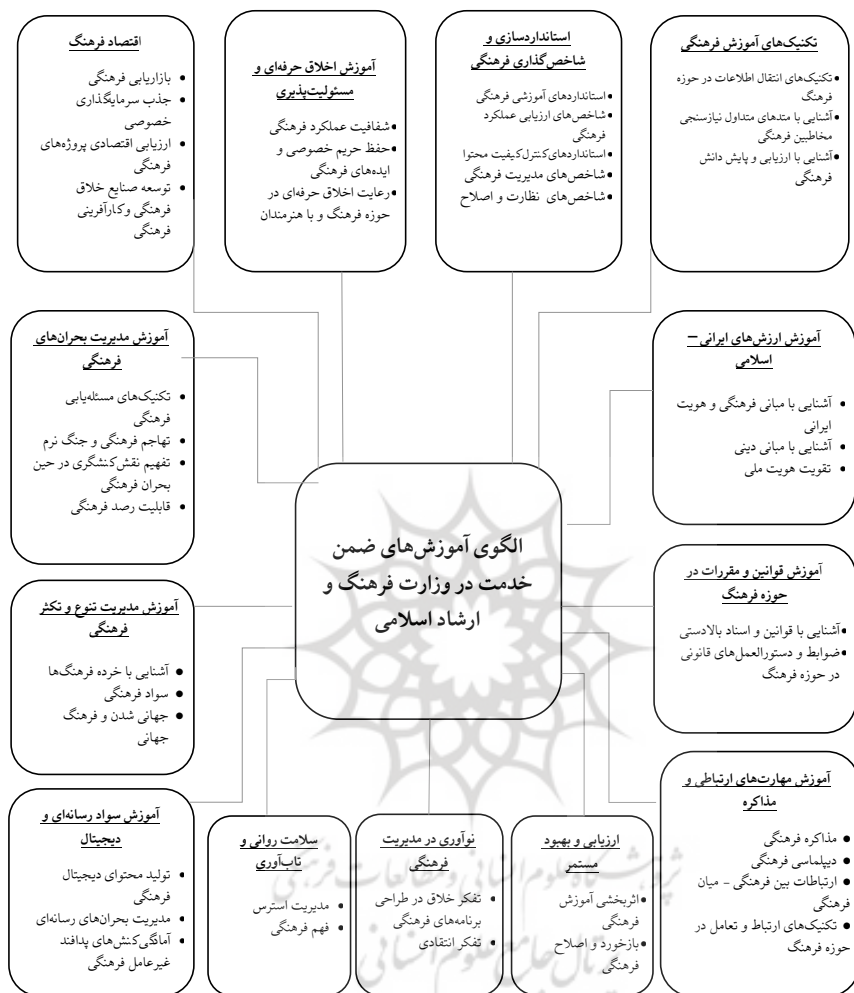 تکنیک‌های آموزش فرهنگی
•تکنیک‌های انتقال اطلاعات در حوزه
فرهنگ
•آشنایی با متدهای متداول نیازسنجی
مخاطبین فرهنگی
•آشنایی با ارزیابی و پایش دانش
فرهنگی
استانداردسازی و
شاخص‌گذاری فرهنگی
•استانداردهای آموزشی فرهنگی
•شاخص‌های ارزیابی عملکرد
فرهنگی
•استانداردهای کنترل کیفیت محتوا
•شاخص‌های مدیریت فرهنگی
•شاخص‌های نظارت و اصلاح
آموزش اخلاق حرفه‌ای و
مسئولیت‌پذیری
•شفافیت عملکرد فرهنگی
•حفظ حریم خصوصی و
ایده‌های فرهنگی
•رعایت اخلاق حرفه‌ای در
حوزه فرهنگ و با هنرمندان
اقتصاد فرهنگ
• بازاریابی فرهنگی
• جذب سرمایگذاری
خصوصی
• ارزیابی اقتصادی پروژه‌های
فرهنگی
• توسعه صنایع خلاق
فرهنگی و کارآفرینی
فرهنگی
آموزش ارزش‌های ایرانی –
اسلامی
• آشنایی با مبانی فرهنگی و هویت
ایرانی
• آشنایی با مبانی دینی
• تقویت هویت ملی
آموزش مدیریت بحران‌های
فرهنگی
• تکنیک‌های مسئله‌یابی
فرهنگی
• تهاجم فرهنگی و جنگ نرم
• تفهیم نقش کنشگری در حین
بحران فرهنگی
• قابلیت رصد فرهنگی
الگوی آموزش‌های ضمن
خدمت در وزارت فرهنگ و
ارشاد اسلامی
آموزش قوانین و مقررات در
حوزه فرهنگ
•آشنایی با قوانین و اسناد بالادستی
•ضوابط و دستورالعمل‌های قانونی
در حوزه فرهنگ
آموزش مدیریت تنوع و تکثر
فرهنگی
• آشنایی با خرده فرهنگ‌ها
• سواد فرهنگی
• جهانی شدن و فرهنگ
جهانی
آموزش مهارت‌های ارتباطی و
مذاکره
• مذاکره فرهنگی
• دیپلماسی فرهنگی
• ارتباطات بین فرهنگی – میان
فرهنگی
• تکنیک‌های ارتباط و تعامل در
حوزه فرهنگ
ارزیابی و بهبود
مستمر
•اثربخشی آموزش
فرهنگی
•بازخورد و اصلاح
فرهنگی
نوآوری در مدیریت
فرهنگی
• تفکر خلاق در طراحی
برنامه‌های فرهنگی
• تفکر انتقادی
سلامت روانی و
تاب‌آوری
• مدیریت استرس
• فهم فرهنگی
آموزش سواد رسانه‌ای و
دیجیتال
• تولید محتوای دیجیتال
فرهنگی
• مدیریت بحران‌های رسانه‌ای
• آمادگی کنش‌های پدافند
غیرعامل فرهنگی
پژوهشگاه علوم انسانی و مطالعات فرهنگی
پرتال جامع علوم انسانی